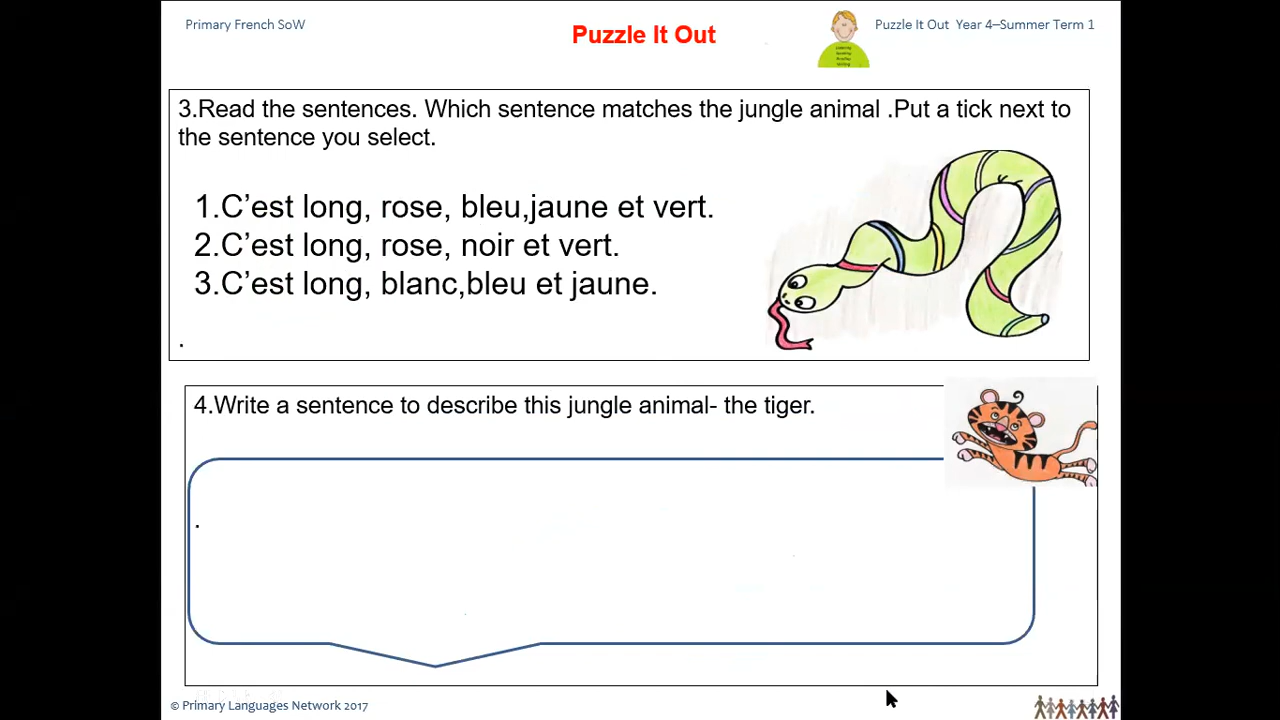 Primary French SoW
Puzzle It Out
Puzzle It Out Year 4–Summer Term 1
3.Read the sentences. Which sentence matches the jungle animal .Put a tick next to
the sentence you select.
1.C’est long, rose, bleu,jaune et vert.
2.C’est long, rose, noir et vert.
3.C’est long, blanc,bleu et jaune.
.
4.Write a sentence to describe this jungle animal- the tiger.
.
© Primary Languages Network 2017